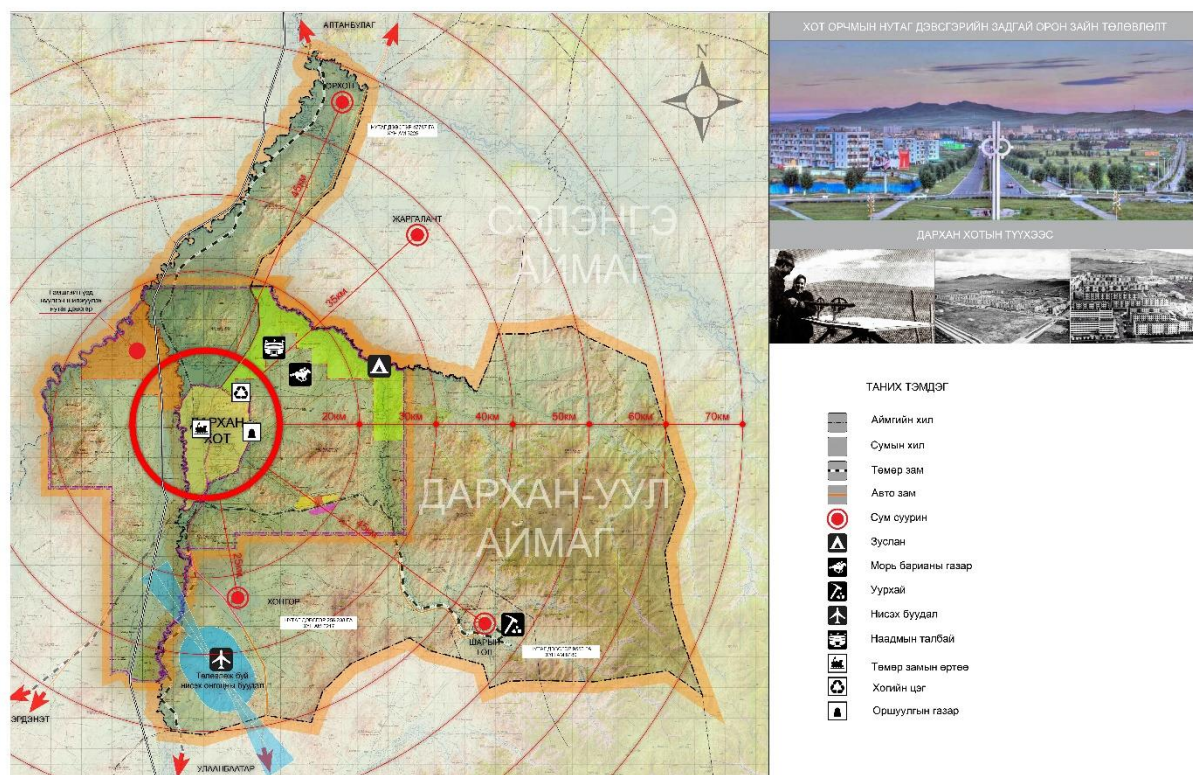 АЛТАНБУЛАГ
ОРХОН
N
ЖАРГАЛАНТ
СЭЛЭНГЭ
АЙМАГ
20км
30км
40км
50км
60км
70км
ДАРХАН
ХОТ
ДАРХАН-УУЛ
АЙМАГ
ХОНГОР
ШАРЫН
ГОЛ
нисэх онгоцны буудал
ЭРДЭНЭТ
УЛААНБААТАР
ХОТ ОРЧМЫН НУТАГ ДЭВСГЭРИЙН ЗАДГАЙ ОРОН ЗАЙН ТӨЛӨВЛӨЛТ
ДАРХАН ХОТЫН ТҮҮХЭЭС
ТАНИХ ТЭМДЭГ
Аймгийн хил
Сумын хил
Төмөр зам
Авто зам
Сум суурин
Зуслан
Морь барианы газар
Уурхай
Нисэх буудал
Наадмын талбай
Төмөр замын өртөө
Хогийн цэг
Оршуулгын газар